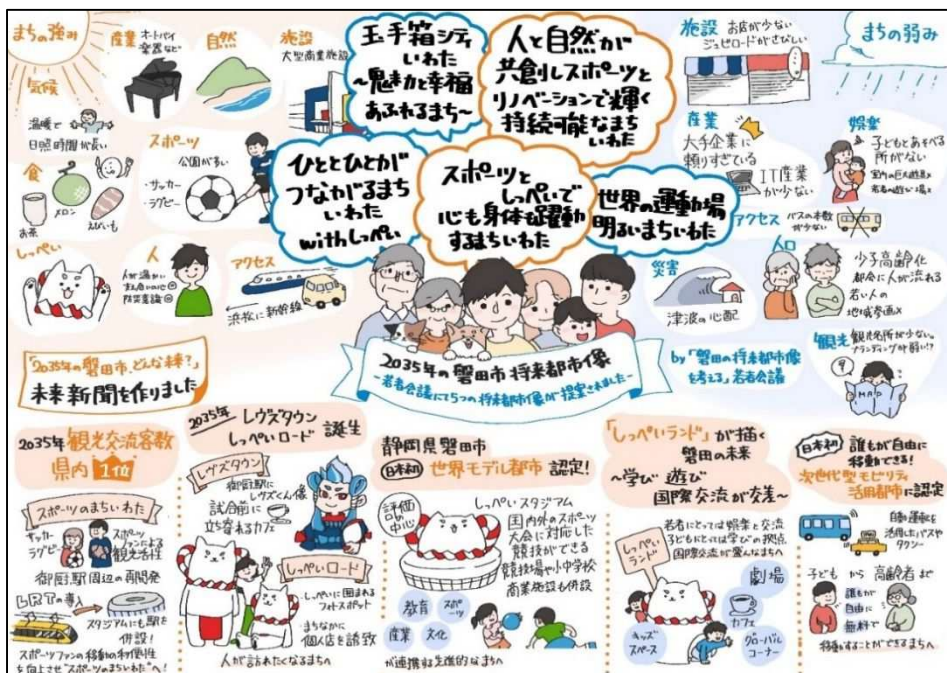 まちの強み
産業
オートバイ
楽器など
自然
施設
大型商業施設
気候
温暖で
日照時間が長い
食
お茶
メロン
えびいも
スポーツ
公園が多い
・サッカー
・ラグビー
しっぺい
人
人が温かい
防災意識
アクセス
浜松に新幹線
玉手箱シティ
いわた
～魅力と幸福
あふれるまち～
人と自然が
共創しスポーツと
リノベーションで輝く
持続可能なまち
いわた
ひととひとが
つながるまち
いわた
withしっぺい
スポーツと
しっぺいで
心も身体も躍動
するまちいわた
世界の運動場
明るいまちいわた
まちの弱み
施設
お店が少ない
ジュビロードがさびしい
産業
大手企業に
頼りすぎている
IT産業
が少ない
娯楽
子どもとあそべる
所がない
室内の巨大遊具×
若者の遊び場×
アクセス
バスの本数
が少ない
災害
津波の心配
人口
少子高齢化
都会に人が流れる
若い人の
地域参画×
観光
観光名所が少ない
ブランディングが弱い!?
MAP
2035年の磐田市将来都市像
-若者会議にて5つの将来都市像が提案されました-
by「磐田の将来都市像
を考える」若者会議
「2035年の磐田市、どんな未来?」
未来新聞を作りました
2035年観光交流客数
県内1位
スポーツのまちいわた
サッカー
ラグビー
スポーツ
ファンによる
観光活性
御厨駅周辺の再開発
LRTの導入
スタジアムにも駅を
併設!
スポーツファンの移動の利便性
を向上させ"スポーツのまちいわた"へ!
2035年
レヴズタウン
しっぺいロード
誕生
レヴズタウン
御厨駅に
レヴズくん像
試合前に
立ち寄まるカフェ
しっぺいロード
・しっぺいに囲まれる
フォトスポット
・まちなかに
個人店を誘致
人が訪れたくなるまちへ
静岡県磐田市
日本初
世界モデル都市
認定!
評価の
中心
しっぺいスタジアム
国内外のスポーツ
大会に対応した
競技ができる
競技場や小中学校
商業施設も併設
教育
スポーツ
産業
文化
が連携する先進的なまちへ
「しっぺいランド」が描く
磐田の未来
～学び 遊び
国際交流が交差～
しっぺい
ランド
若者にとっては娯楽と交流
子どもにとっては学びの拠点
国際交流が盛んなまちへ
劇場
カフェ
キッズ
スペース
グローバル
コーナー
日本初
誰もが自由に
移動できる!
次世代型モビリティ
活用都市に認定
自動運転を
活用したバスや
タクシー
子どもから高齢者まで
誰もが
自由に
無料で
移動することができるまちへ